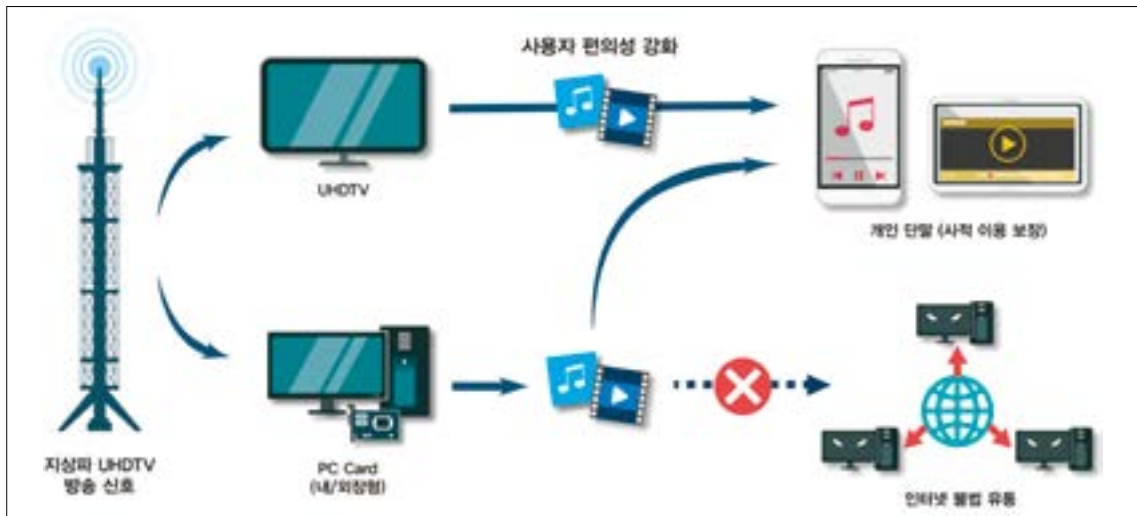 사용자 편의성 강화
UHDTV
개인 단말 (사적 이용 보장)
지상파 UHDTV
방송 신호
PC Card
(내/외장형)
인터넷 불법 유통